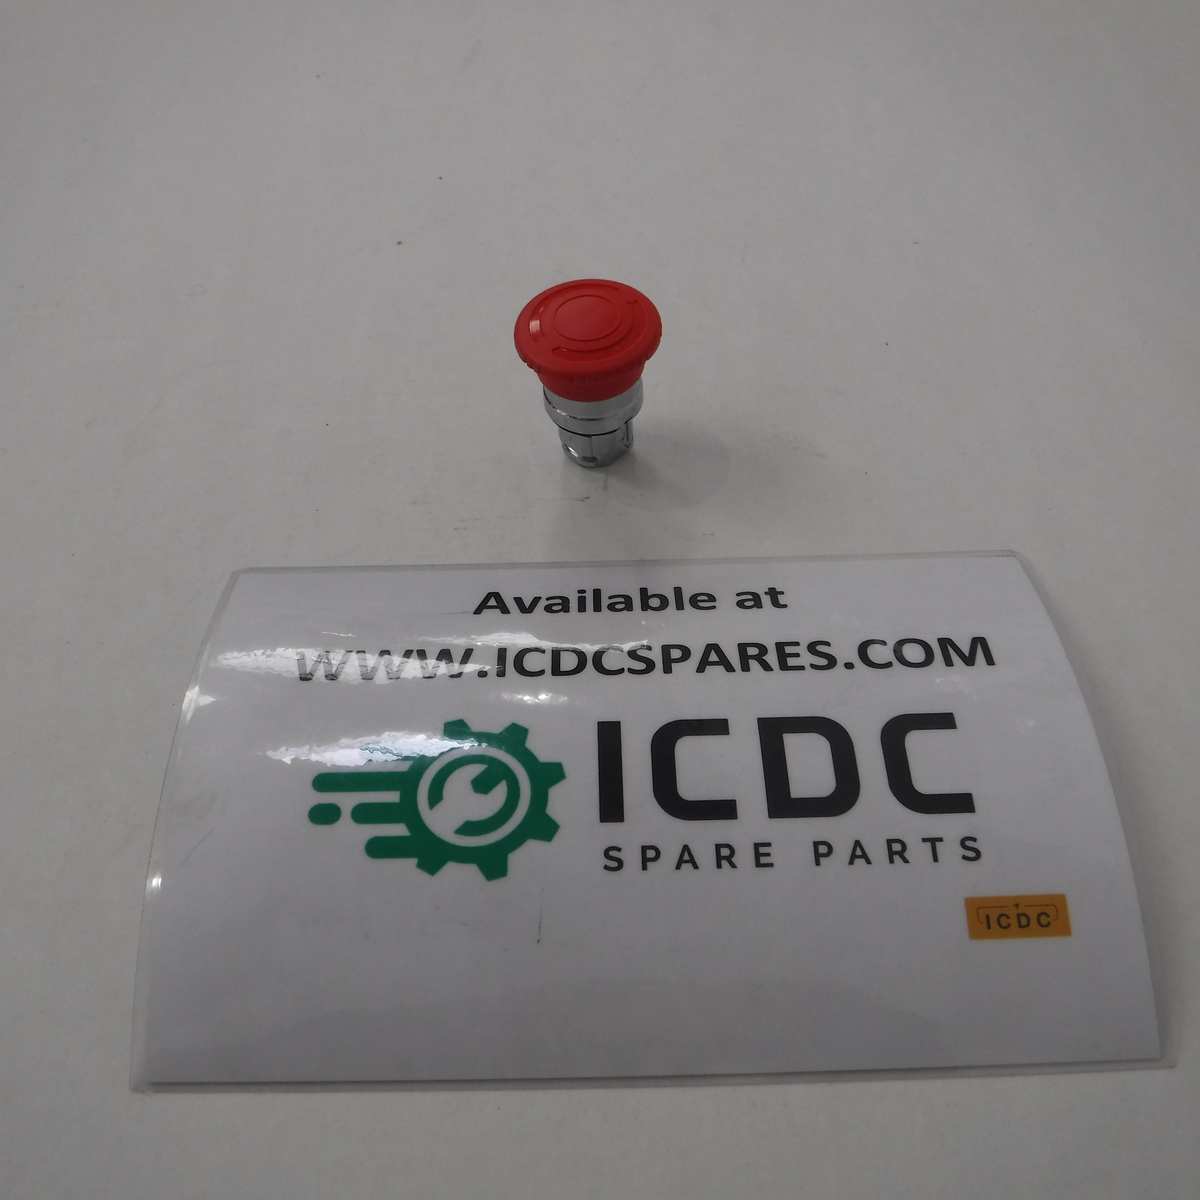 Available at
WWW.ICDCSPARES.COM
ICDC
SPARE PARTS
ICDC